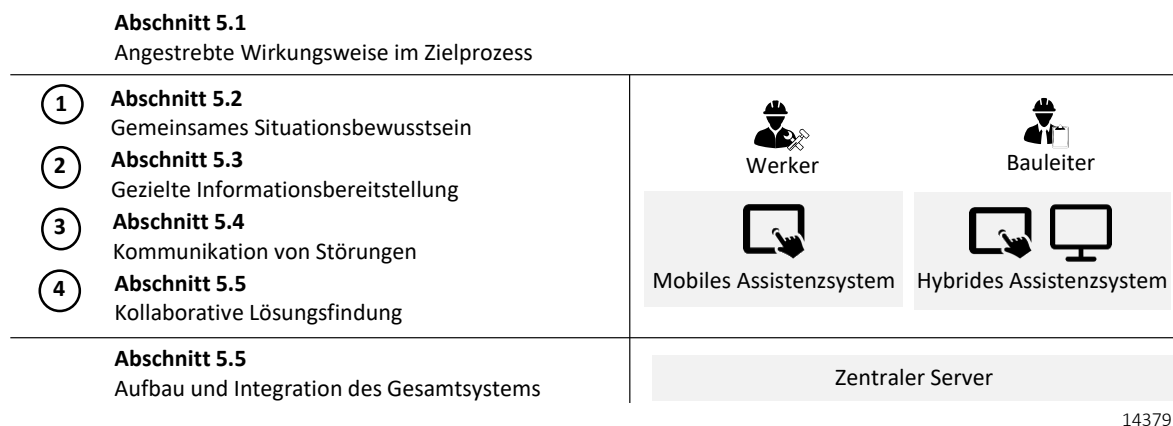 Abschnitt 5.1
Angestrebte Wirkungsweise im Zielprozess
1 Abschnitt 5.2
Gemeinsames Situationsbewusstsein
2 Abschnitt 5.3
Gezielte Informationsbereitstellung
3 Abschnitt 5.4
Kommunikation von Störungen
4 Abschnitt 5.5
Kollaborative Lösungsfindung
Werker
Bauleiter
Mobiles Assistenzsystem
Hybrides Assistenzsystem
Abschnitt 5.5
Aufbau und Integration des Gesamtsystems
Zentraler Server
14379